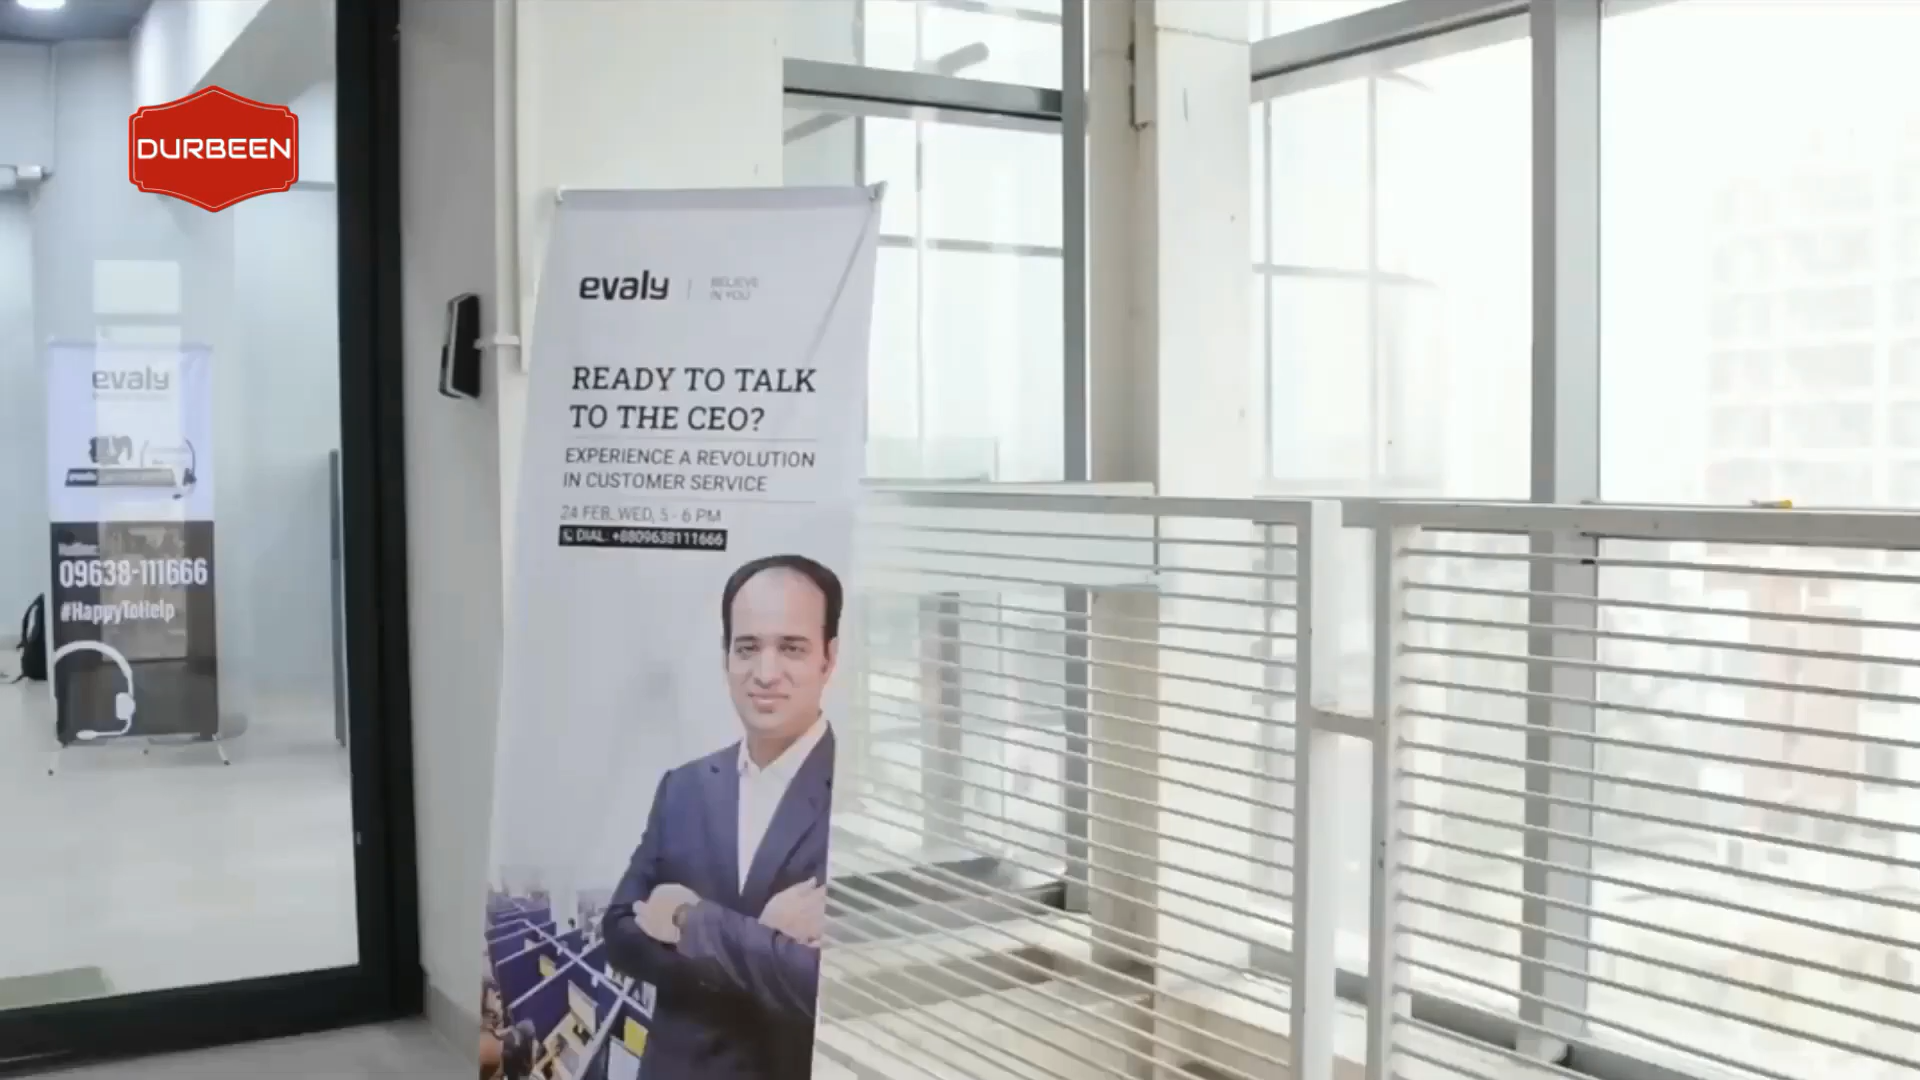 DURBEEN
evaly
BELIEVE
IN YOU
READY TO TALK
TO THE CEO?
EXPERIENCE A REVOLUTION
IN CUSTOMER SERVICE
24 FEB, WED, 5 - 6 PM
DIAL: +8809638111666
evaly
Hotline:
09638-111666
#HappyToHelp